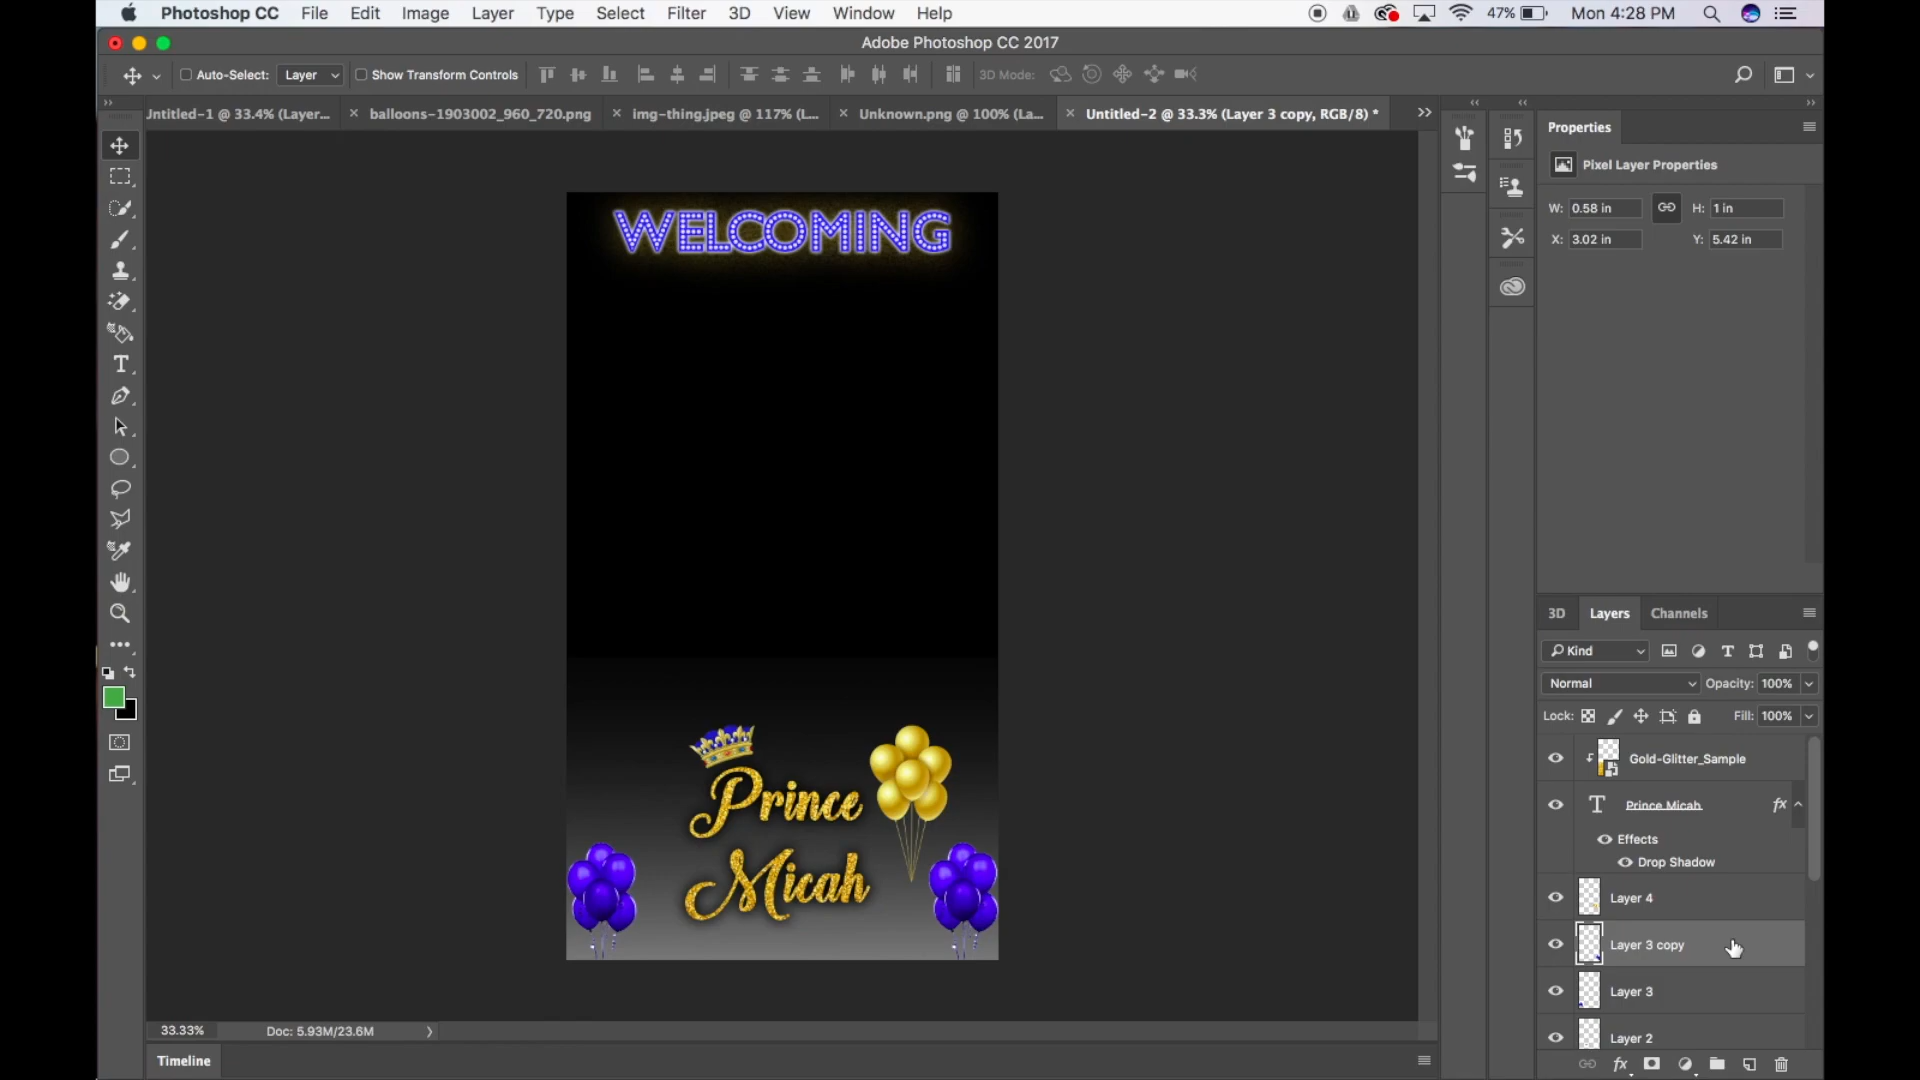 Photoshop CC File Edit Image Layer Type Select Filter 3D View Window Help 47% Mon 4:28 PM
Adobe Photoshop CC 2017
Auto-Select: Layer Show Transform Controls 3D Mode:
Untitled-1 @ 33.4% (Layer... balloons-1903002_960_720.png img-thing.jpeg @ 117% (L... Unknown.png @ 100% (La... Untitled-2 @ 33.3% (Layer 3 copy, RGB/8) *
Properties
Pixel Layer Properties
W: 0.58 in H: 1 in
X: 3.02 in Y: 5.42 in
WELCOMING
Prince
Micah
3D Layers Channels
Kind
Normal Opacity: 100%
Lock: Fill: 100%
Gold-Glitter_Sample
T Prince Micah fx
Effects
Drop Shadow
Layer 4
Layer 3 copy
Layer 3
Layer 2
fx
33.33% Doc: 5.93M/23.6M
Timeline